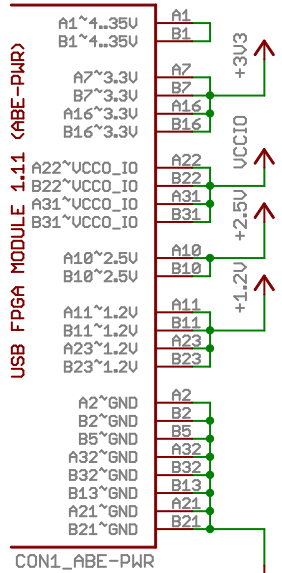 USB FPGA MODULE 1.11 (ABE-PWR)
A1~4..35V A1
B1~4..35V B1
A7~3.3V A7
B7~3.3V B7
A16~3.3V A16
B16~3.3V B16
+3V3
A22~VCCO_IO A22
B22~VCCO_IO B22
A31~VCCO_IO A31
B31~VCCO_IO B31
VCCIO
A10~2.5V A10
B10~2.5V B10
+2.5V
A11~1.2V A11
B11~1.2V B11
A23~1.2V A23
B23~1.2V B23
+1.2V
A2~GND A2
B2~GND B2
B5~GND B5
A32~GND A32
B32~GND B32
B13~GND B13
A21~GND A21
B21~GND B21
CON1_ABE-PWR